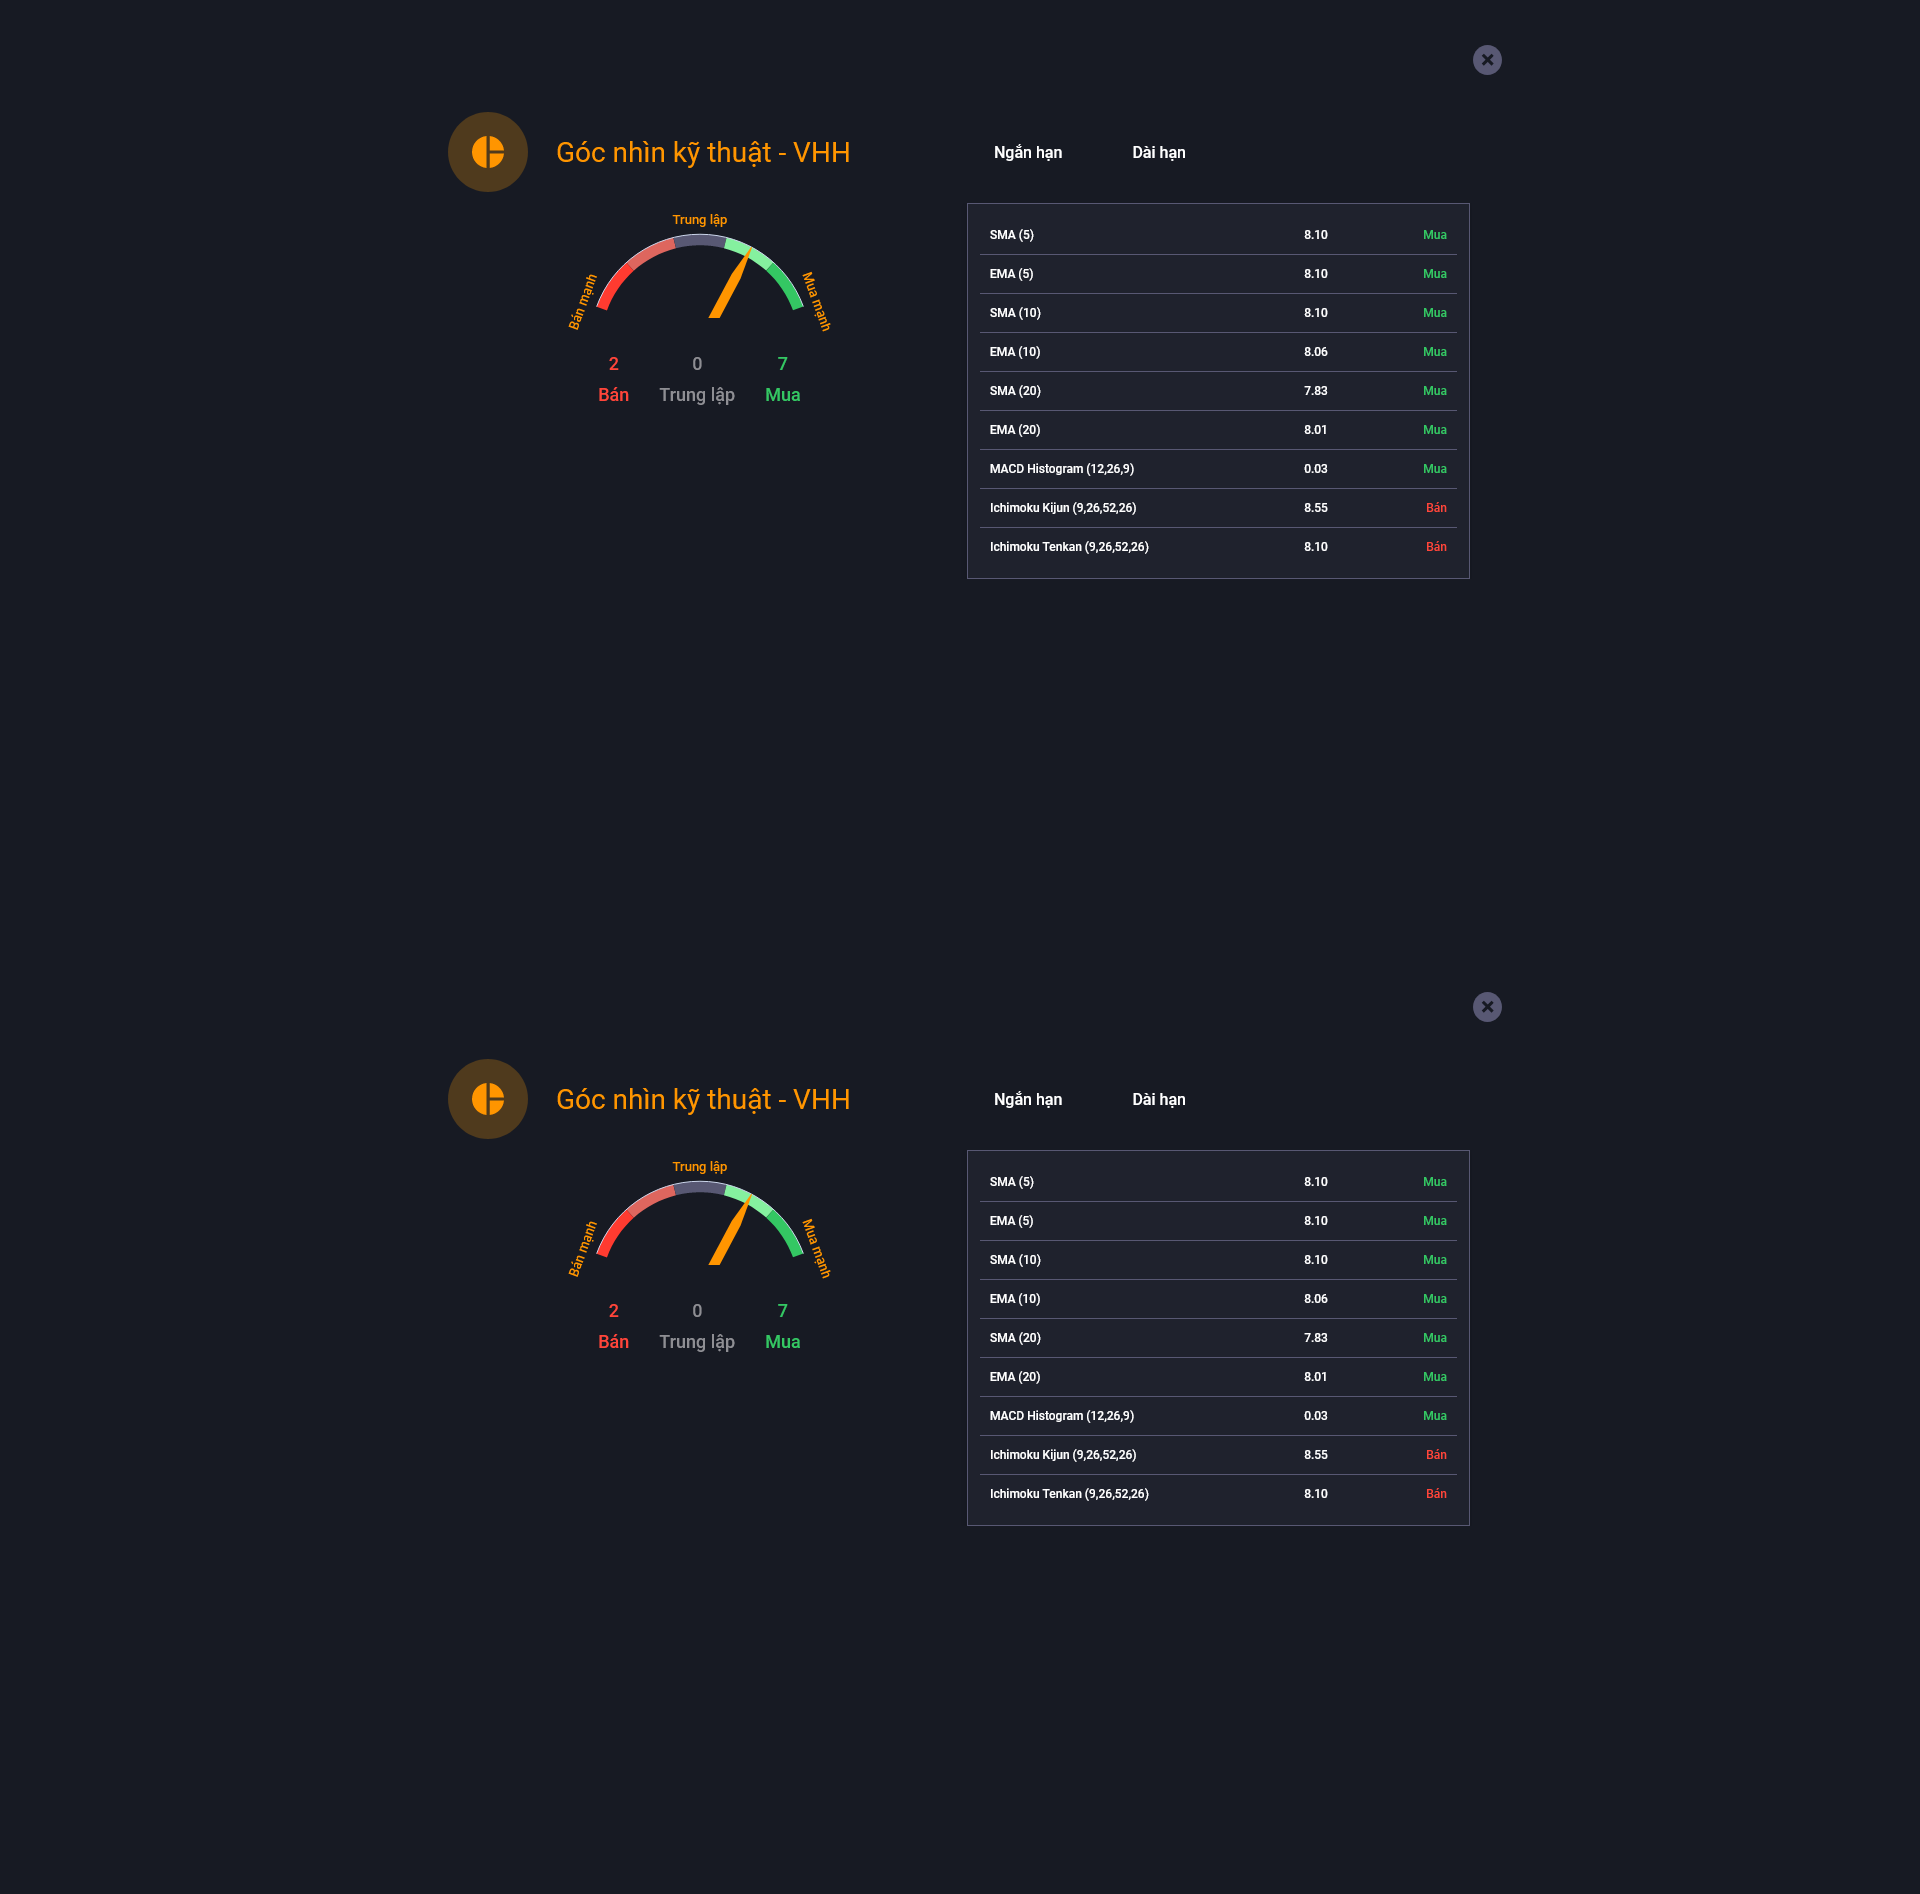 Góc nhìn kỹ thuật - VHH
Ngắn hạn Dài hạn
Trung lập
Bán mạnh
Mua mạnh
2 0 7
Bán Trung lập Mua
SMA (5) 8.10 Mua
EMA (5) 8.10 Mua
SMA (10) 8.10 Mua
EMA (10) 8.06 Mua
SMA (20) 7.83 Mua
EMA (20) 8.01 Mua
MACD Histogram (12,26,9) 0.03 Mua
Ichimoku Kijun (9,26,52,26) 8.55 Bán
Ichimoku Tenkan (9,26,52,26) 8.10 Bán
Góc nhìn kỹ thuật - VHH
Ngắn hạn Dài hạn
Trung lập
Bán mạnh
Mua mạnh
2 0 7
Bán Trung lập Mua
SMA (5) 8.10 Mua
EMA (5) 8.10 Mua
SMA (10) 8.10 Mua
EMA (10) 8.06 Mua
SMA (20) 7.83 Mua
EMA (20) 8.01 Mua
MACD Histogram (12,26,9) 0.03 Mua
Ichimoku Kijun (9,26,52,26) 8.55 Bán
Ichimoku Tenkan (9,26,52,26) 8.10 Bán